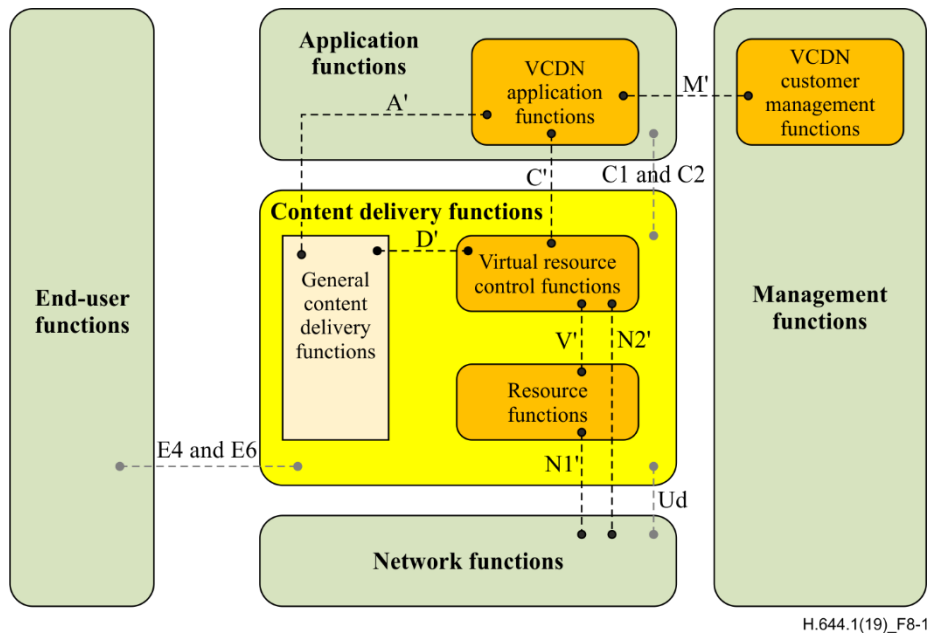 Application
functions
VCDN
application
functions
M'
VCDN
customer
management
functions
A'
C'
C1 and C2
Content delivery functions
D'
General
content
delivery
functions
Virtual resource
control functions
End-user
functions
Management
functions
V'
N2'
Resource
functions
E4 and E6
N1'
Ud
Network functions
H.644.1(19)_F8-1